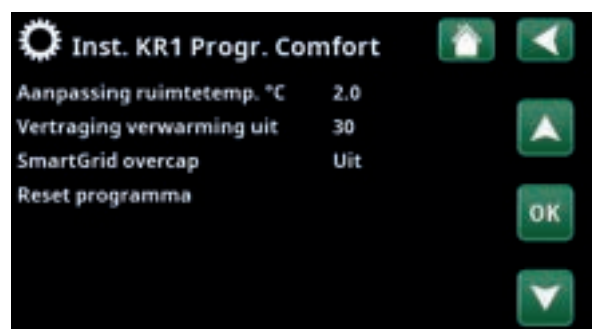 Inst. KR1 Progr. Comfort
Aanpassing ruimtetemp. °C 2.0
Vertraging verwarming uit 30
SmartGrid overcap Uit
Reset programma
OK